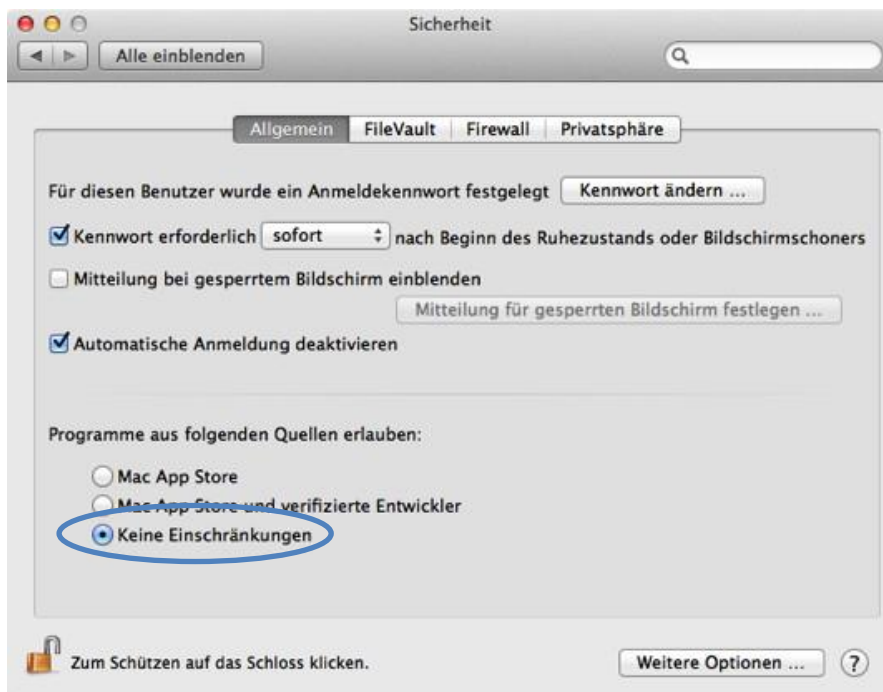 Sicherheit
Alle einblenden
Allgemein FileVault Firewall Privatsphäre
Für diesen Benutzer wurde ein Anmeldekennwort festgelegt Kennwort ändern ...
Kennwort erforderlich sofort nach Beginn des Ruhezustands oder Bildschirmschoners
Mitteilung bei gesperrtem Bildschirm einblenden
Mitteilung für gesperrten Bildschirm festlegen ...
Automatische Anmeldung deaktivieren
Programme aus folgenden Quellen erlauben:
Mac App Store
Mac App Store und verifizierte Entwickler
Keine Einschränkungen
Zum Schützen auf das Schloss klicken. Weitere Optionen ... ?